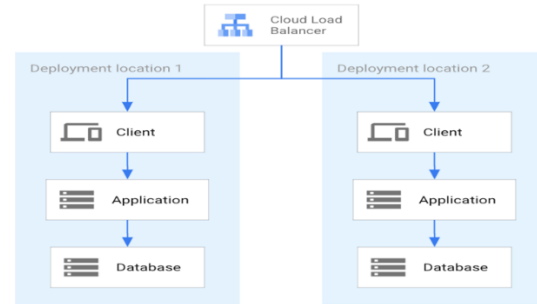 Cloud Load
Balancer
Deployment location 1
Deployment location 2
Client
Client
Application
Application
Database
Database